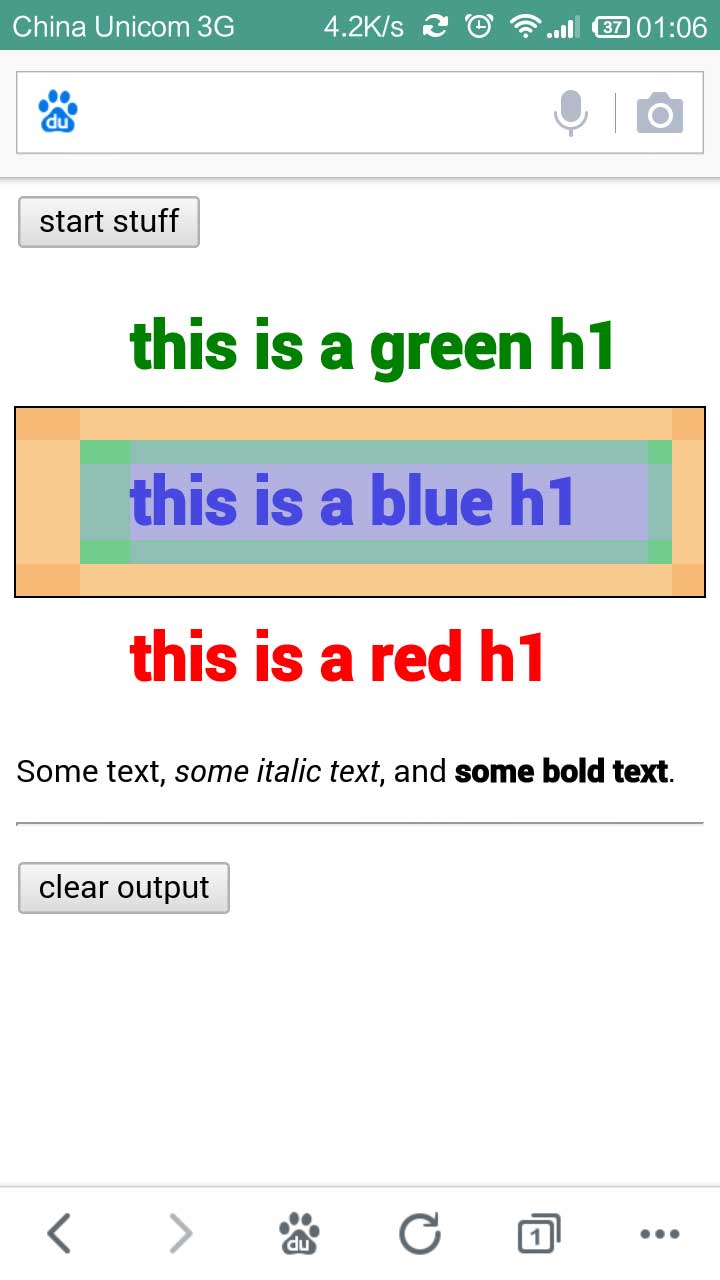 China Unicom 3G 4.2K/s 37 01:06
du
start stuff
this is a green h1
this is a blue h1
this is a red h1
Some text, some italic text, and some bold text.
clear output
du 1